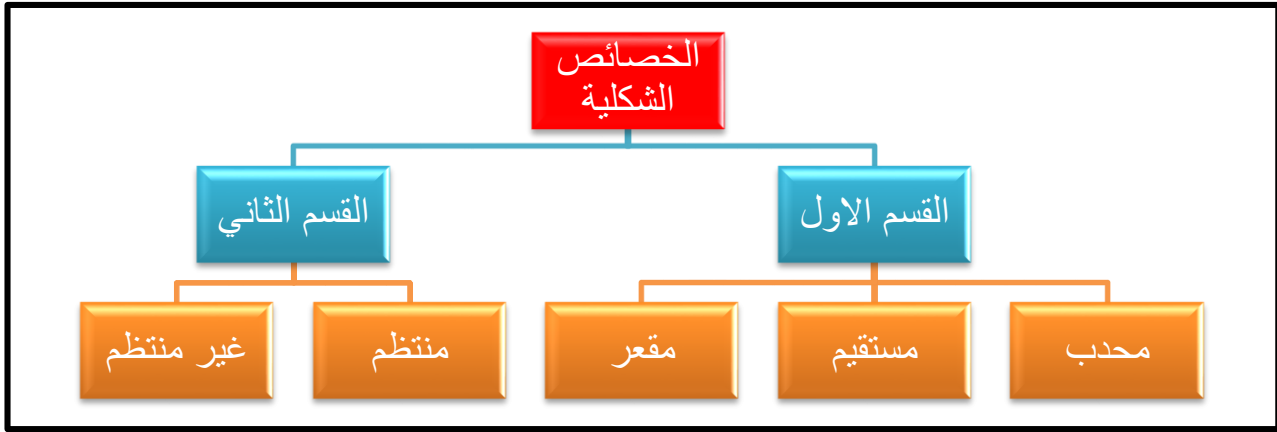 الخصائص
الشكلية
القسم الاول
القسم الثاني
محدب
مستقيم
مقعر
منتظم
غير منتظم